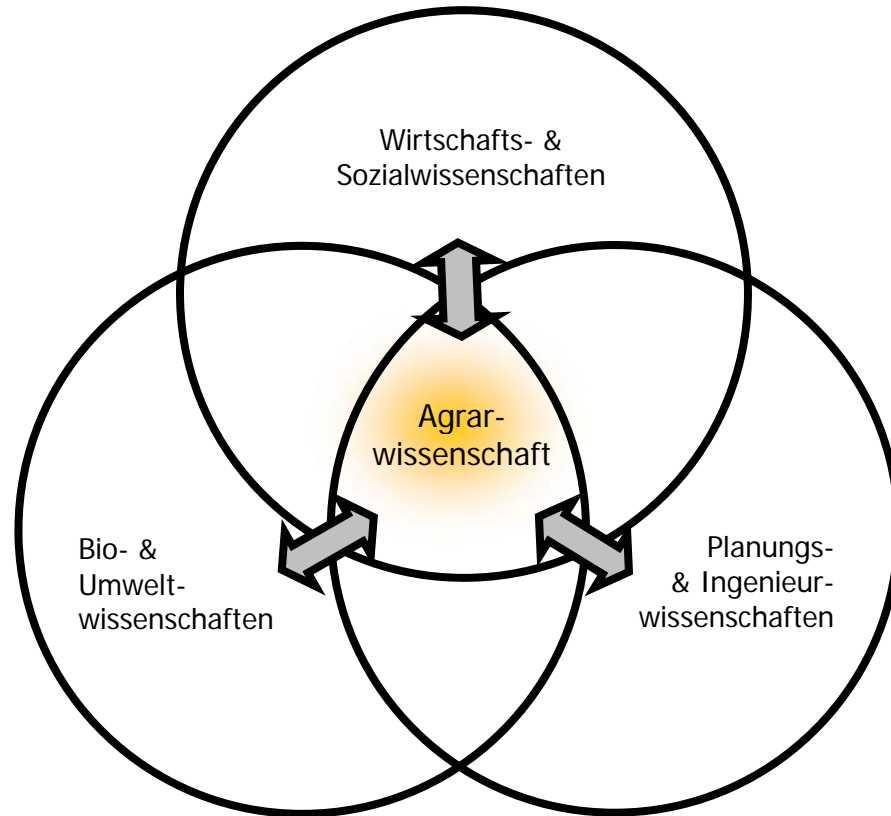 Wirtschafts- &
Sozialwissenschaften
Agrar-
wissenschaft
Bio- &
Umwelt-
wissenschaften
Planungs-
& Ingenieur-
wissenschaften